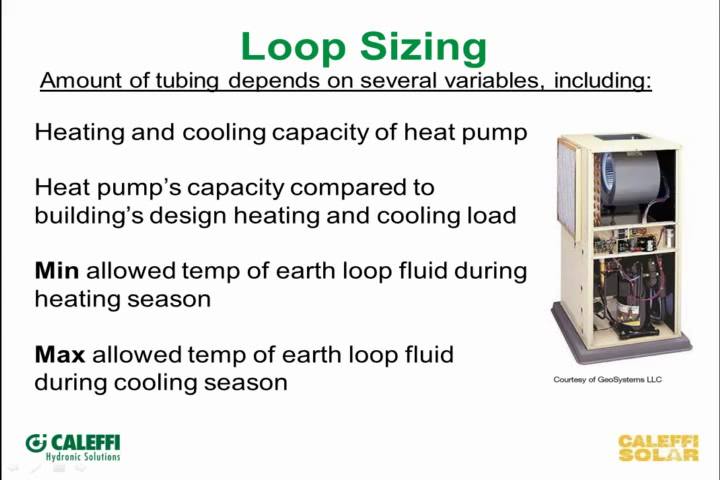 Loop Sizing
Amount of tubing depends on several variables, including:
Heating and cooling capacity of heat pump
Heat pump’s capacity compared to
building’s design heating and cooling load
Min allowed temp of earth loop fluid during
heating season
Max allowed temp of earth loop fluid
during cooling season
Courtesy of GeoSystems LLC
CALEFFI
Hydronic Solutions
CALEFFI
SOLAR